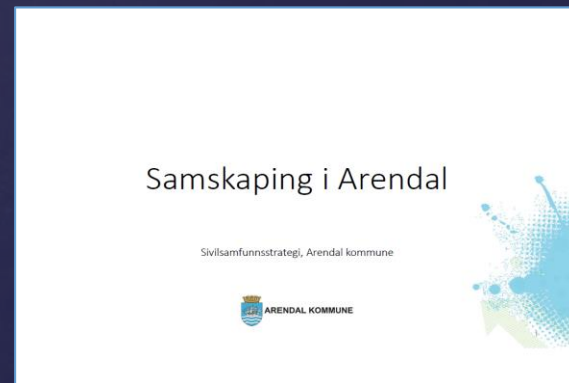 Samskaping i Arendal
Sivilsamfunnsstrategi, Arendal kommune
ARENDAL KOMMUNE